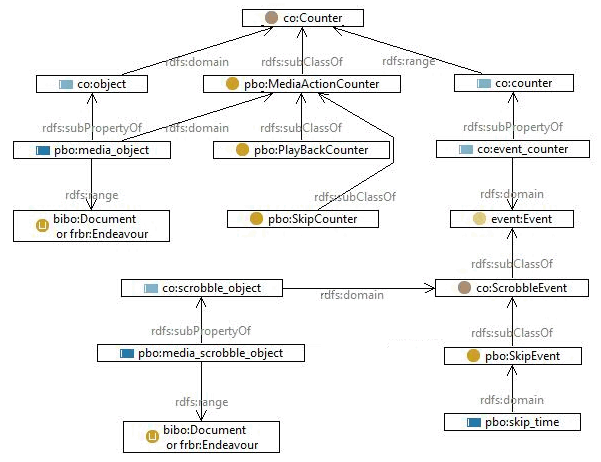 co:Counter
rdfs:domain
rdfs:subClassOf
rdfs:range
co:object
pbo:MediaActionCounter
co:counter
rdfs:subPropertyOf
rdfs:domain
rdfs:subClassOf
rdfs:subPropertyOf
pbo:media_object
pbo:PlayBackCounter
co:event_counter
rdfs:range
rdfs:subClassOf
rdfs:domain
bibo:Document
or frbr:Endeavour
pbo:SkipCounter
event:Event
rdfs:subClassOf
co:scrobble_object
rdfs:domain
co:ScrobbleEvent
rdfs:subPropertyOf
rdfs:subClassOf
pbo:media_scrobble_object
pbo:SkipEvent
rdfs:range
rdfs:domain
bibo:Document
or frbr:Endeavour
pbo:skip_time